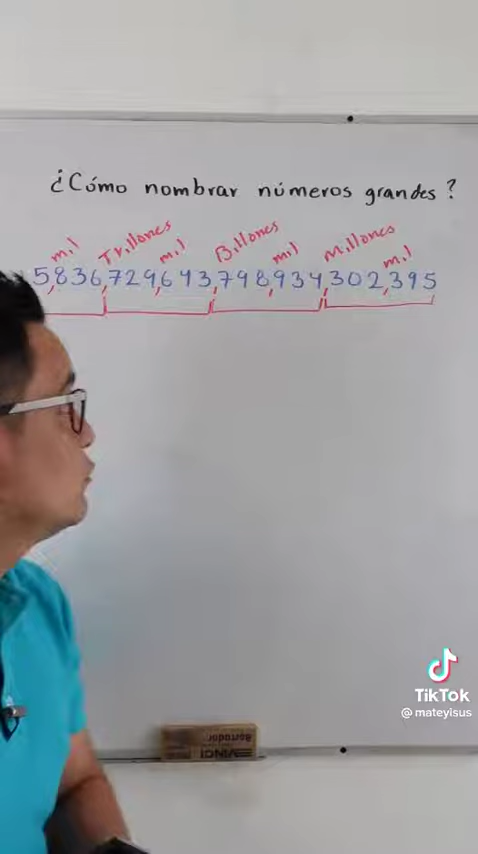 ¿Cómo nombrar números grandes?
mil Trillones mil Billones mil Millones mil
5,836,729,643,798,934,302,395
TikTok
@mateyisus
Borrador